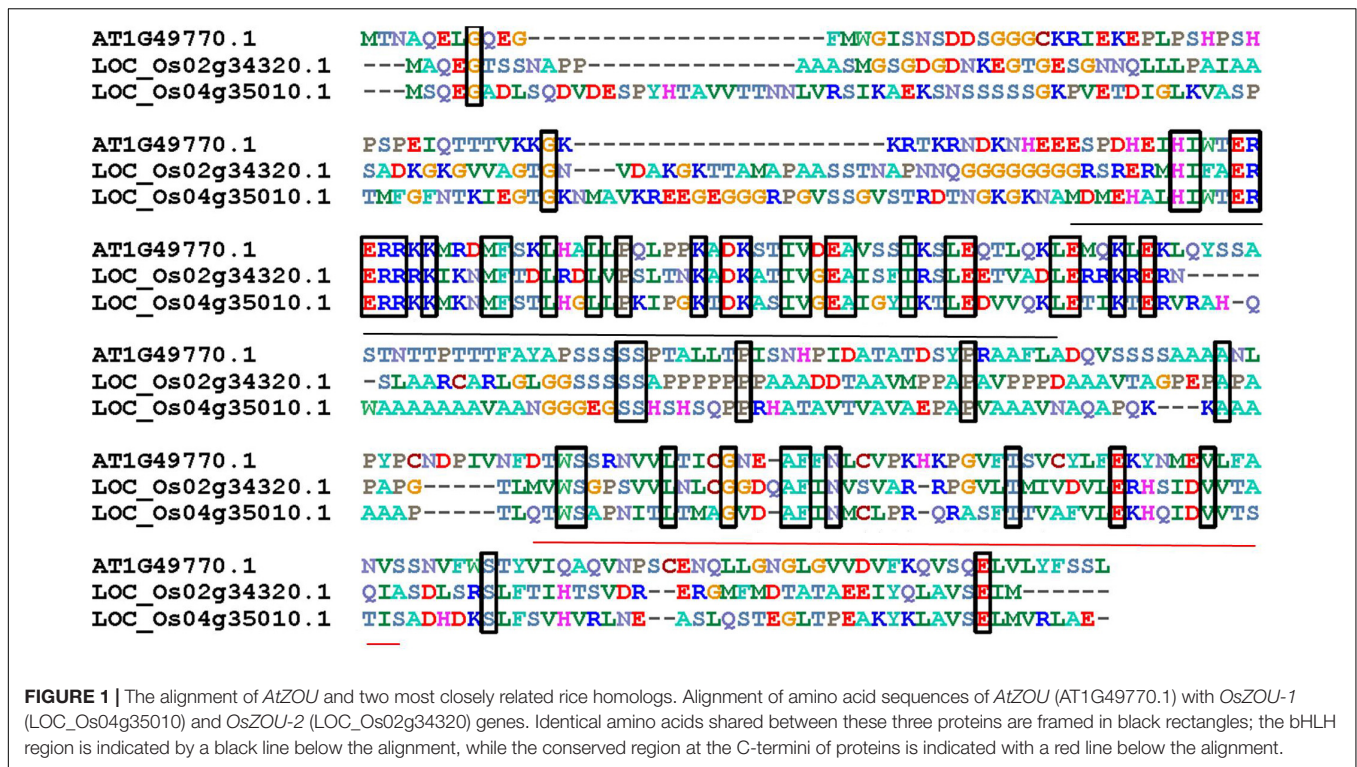 AT1G49770.1 MTNAQELGQEG--------------------FMWGISNSDDSGGGCKRIEKEPLPSHPSH
LOC_Os02g34320.1 ---MAQEGTSSNAPP--------------AAASMGSGDGDNKEGTGESGNNQLLLPAIAA
LOC_Os04g35010.1 ---MSQEGADLSQDVDESPYHTAVVTTNNLVRSIKAEKSNSSSSSGKPVETDIGLKVASP
AT1G49770.1 PSPEIQTTTVKKGK---------------------KRTKRNDKNHEEESPDHEIHIWTER
LOC_Os02g34320.1 SADKGKGVVAGTGN---VDAKGKTTAMAPAASSTNAPNNQGGGGGGGRSRERMHIFAER
LOC_Os04g35010.1 TMFGFNTKIEGTGKNMAVKREEGEGGGRPGVSSGVSTRDTNGKGKNAMDMEHAIHIWTER
AT1G49770.1 ERRKKMRDMFSKLHALLPQLPPKADKSTIVDEAVSSIKSLEQTLQKLEMQKLEKLQYSSA
LOC_Os02g34320.1 ERRRKIKNMFTDLRDLVPSLTNKADKATIVGEAISFIRSLEETVADLERRKRERN-----
LOC_Os04g35010.1 ERRKKMKNMFSTLHGLLPKIPGKTDKASIVGEAIGYIKTLEDVVQKLETIKTERVRAH-Q
AT1G49770.1 STNTTPTTTFAYAPSSSSSSPTALLTPISNHPIDATATDSYPRAAFLADQVSSSSAAAANL
LOC_Os02g34320.1 -SLAARCARLGLGGSSSSSSAPPPPPPPAAADDTAAVMPPAPAVPPPDAAAVTAGPEPAPA
LOC_Os04g35010.1 WAAAAAAAVAANGGGEGSSHSHSQPPRHATAVTVAVAEPAPVAAAVNAQAPQK---KAAA
AT1G49770.1 PYPCNDPIVNFDTWSSRNVVLTICGNE-AFFNLCVPKHKPGVFTSVCYLFEKYNMEVLFA
LOC_Os02g34320.1 PAPG-----TLMVWSGPSVVLNLCGGDQAFINVSVAR-RPGVLTMIVDVLERHSIDVVTA
LOC_Os04g35010.1 AAAP-----TLQTWSAPNITLTMAGVD-AFINMCLPR-QRASFTTVAFVLEKHQIDVVTS
AT1G49770.1 NVSSNVFWSTYVIQAQVNPSCENQLLGNGLGVVDVFKQVSQELVLYFSSL
LOC_Os02g34320.1 QIASDLSRSLFTIHTSVDR--ERGMFMDTATAEEIYQLAVSEIM------
LOC_Os04g35010.1 TISADHDKSLFSVHVRLNE--ASLQSTEGLTPEAKYKLAVSELMVRLAE-
FIGURE 1 | The alignment of AtZOU and two most closely related rice homologs. Alignment of amino acid sequences of AtZOU (AT1G49770.1) with OsZOU-1
(LOC_Os04g35010) and OsZOU-2 (LOC_Os02g34320) genes. Identical amino acids shared between these three proteins are framed in black rectangles; the bHLH
region is indicated by a black line below the alignment, while the conserved region at the C-termini of proteins is indicated with a red line below the alignment.